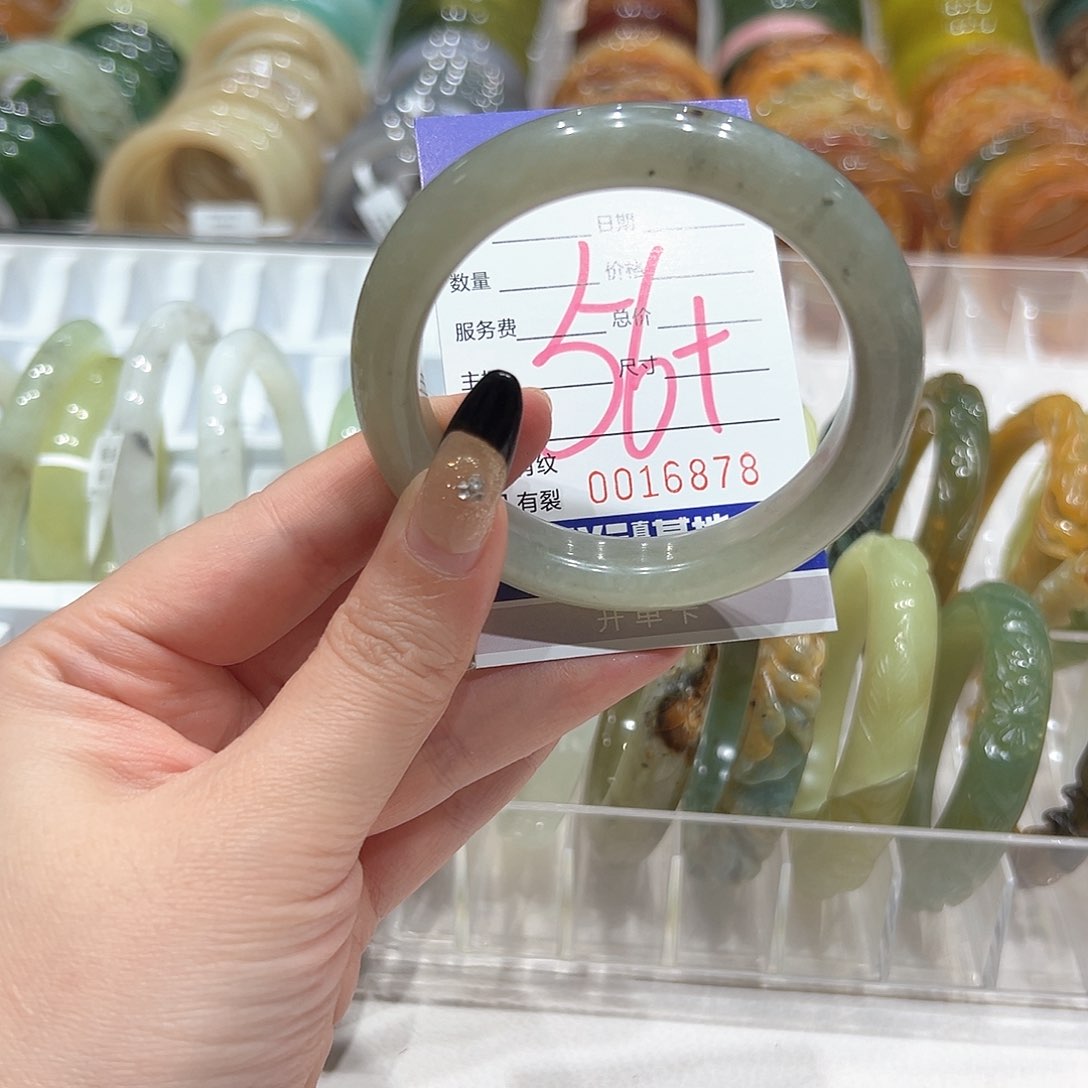 日期
数量 价格
服务费 总价
56+
主 尺寸
纹
0016878
有裂
开单卡